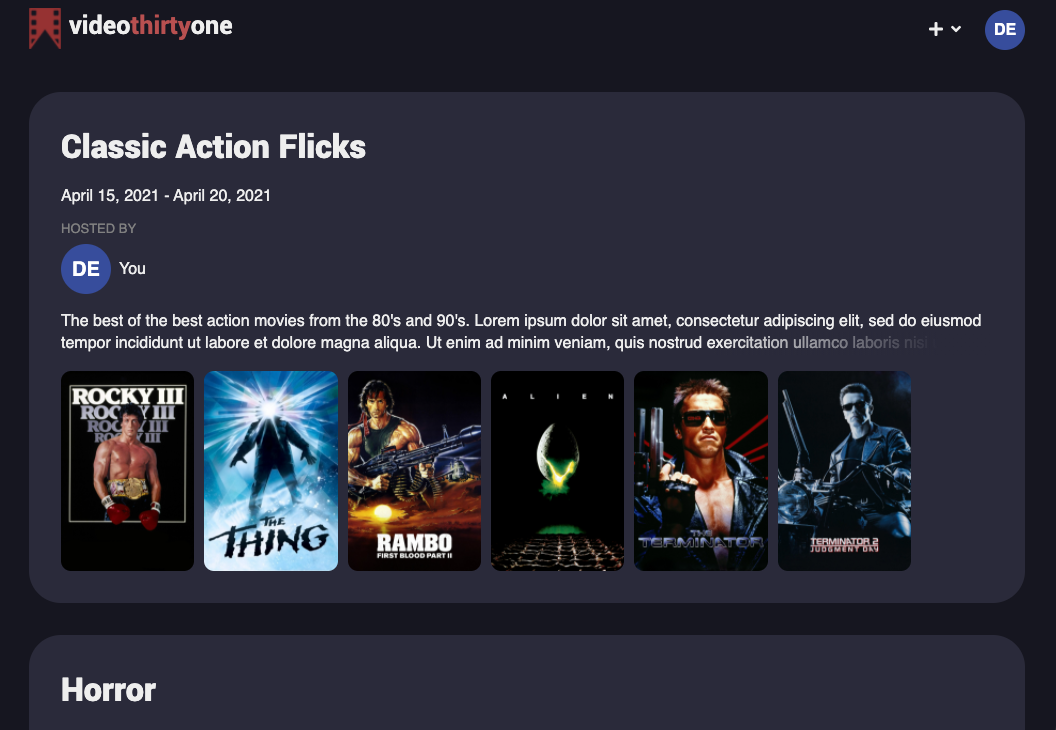 videothirtyone
DE
Classic Action Flicks
April 15, 2021 - April 20, 2021
HOSTED BY
DE You
The best of the best action movies from the 80's and 90's. Lorem ipsum dolor sit amet, consectetur adipiscing elit, sed do eiusmod
tempor incididunt ut labore et dolore magna aliqua. Ut enim ad minim veniam, quis nostrud exercitation ullamco laboris nisi
ROCKY III
ROCKY III
ROCKY III
ROCKY III
THE
THING
RAMBO
FIRST BLOOD PART II
ALIEN
THE
TERMINATOR
TERMINATOR 2
JUDGMENT DAY
Horror